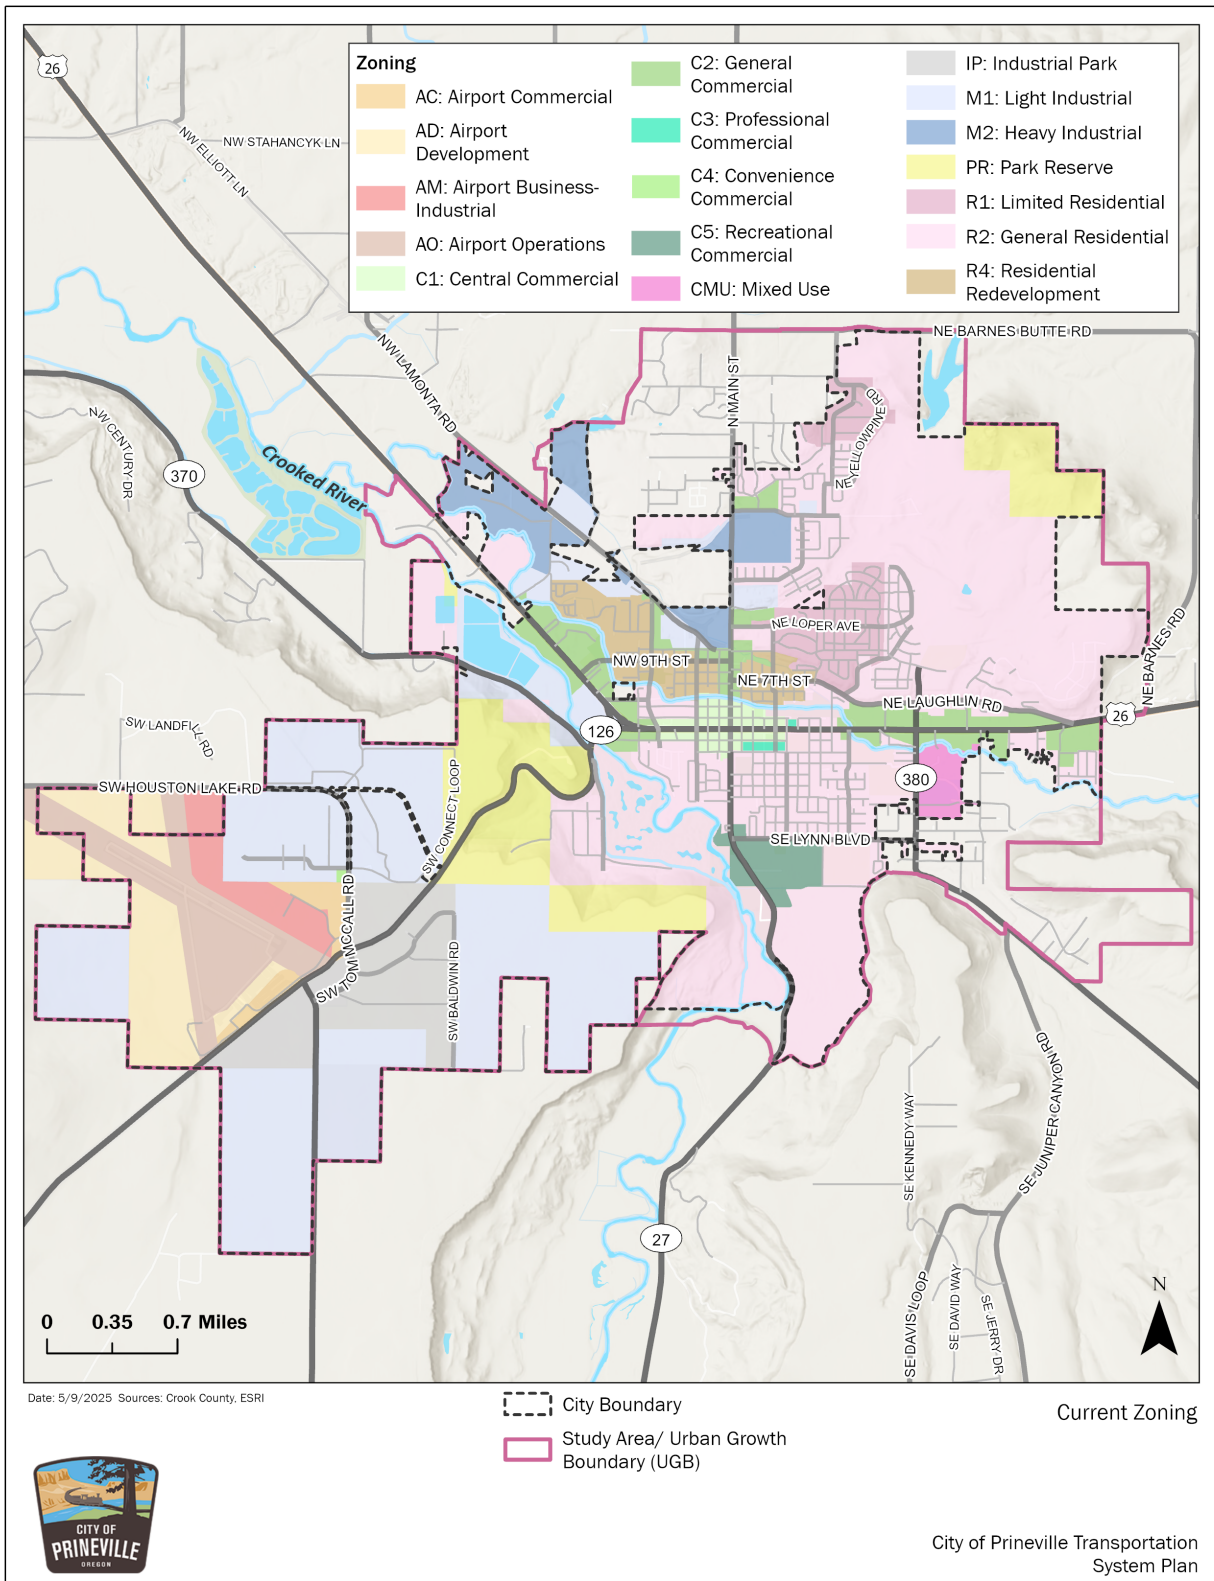 Zoning
AC: Airport Commercial
AD: Airport
Development
AM: Airport Business-
Industrial
AO: Airport Operations
C1: Central Commercial
C2: General
Commercial
C3: Professional
Commercial
C4: Convenience
Commercial
C5: Recreational
Commercial
CMU: Mixed Use
IP: Industrial Park
M1: Light Industrial
M2: Heavy Industrial
PR: Park Reserve
R1: Limited Residential
R2: General Residential
R4: Residential
Redevelopment
26
NW ELLIOTT LN
NW STAHANCYK LN
NW LAMONTA RD
NE BARNES BUTTE RD
N MAIN ST
NE YELLOWPINE RD
NW CENTURY DR
370
Crooked River
NE LOPER AVE
NW 9TH ST
NE 7TH ST
NE LAUGHLIN RD
NE BARNES RD
26
SW LANDFILL RD
126
380
SW HOUSTON LAKE RD
SW CONNECT LOOP
SE LYNN BLVD
SW TOM MCCALL RD
SW BALDWIN RD
SE JUNIPER CANYON RD
SE KENNEDY WAY
27
SE DAVIS LOOP
SE DAVID WAY
SE JERRY DR
N
0 0.35 0.7 Miles
Date: 5/9/2025 Sources: Crook County, ESRI
City Boundary
Study Area/ Urban Growth
Boundary (UGB)
Current Zoning
CITY OF
PRINEVILLE
OREGON
City of Prineville Transportation
System Plan